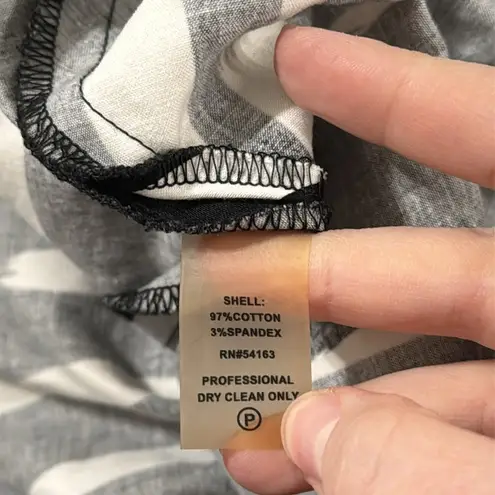 SHELL:
97%COTTON
3%SPANDEX
RN#54163
PROFESSIONAL
DRY CLEAN ONLY
P